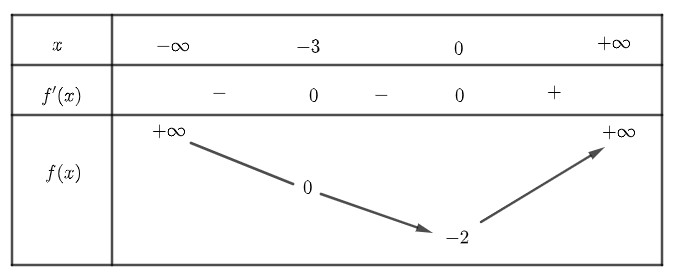 x −∞ −3 0 +∞
f′(x) − 0 − 0 +
+∞ +∞
f(x) 0
−2